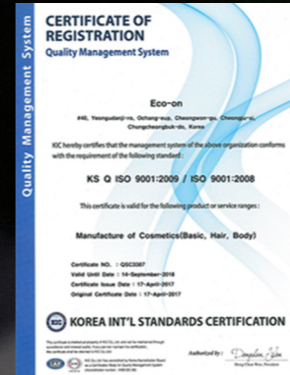 Quality Management System
CERTIFICATE OF
REGISTRATION
Quality Management System
Eco-on
#40, Yeongudanji-ro, Ochang-eup, Cheongwon-gu, Cheongju-si,
Chungcheongbuk-do, Korea
KIC hereby certifies that the management system of the above organization conforms
with the requirement of the following standard :
KS Q ISO 9001:2009 / ISO 9001:2008
This certificate is valid for the following product or service ranges :
Manufacture of Cosmetics(Basic, Hair, Body)
Certificate NO. : QSC3387
Valid Until Date : 14-September-2018
Certificate Issue Date : 17-April-2017
Original Certificate Date : 17-April-2017
KIC KOREA INT'L STANDARDS CERTIFICATION
Authorized by :